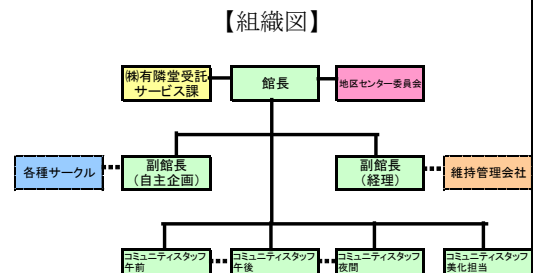 【組織図】
㈱有隣堂受託
サービス課
館長
地区センター委員会
各種サークル
副館長
（自主企画）
副館長
（経理）
維持管理会社
コミュニティスタッフ
午前
コミュニティスタッフ
午後
コミュニティスタッフ
夜間
コミュニティスタッフ
美化担当